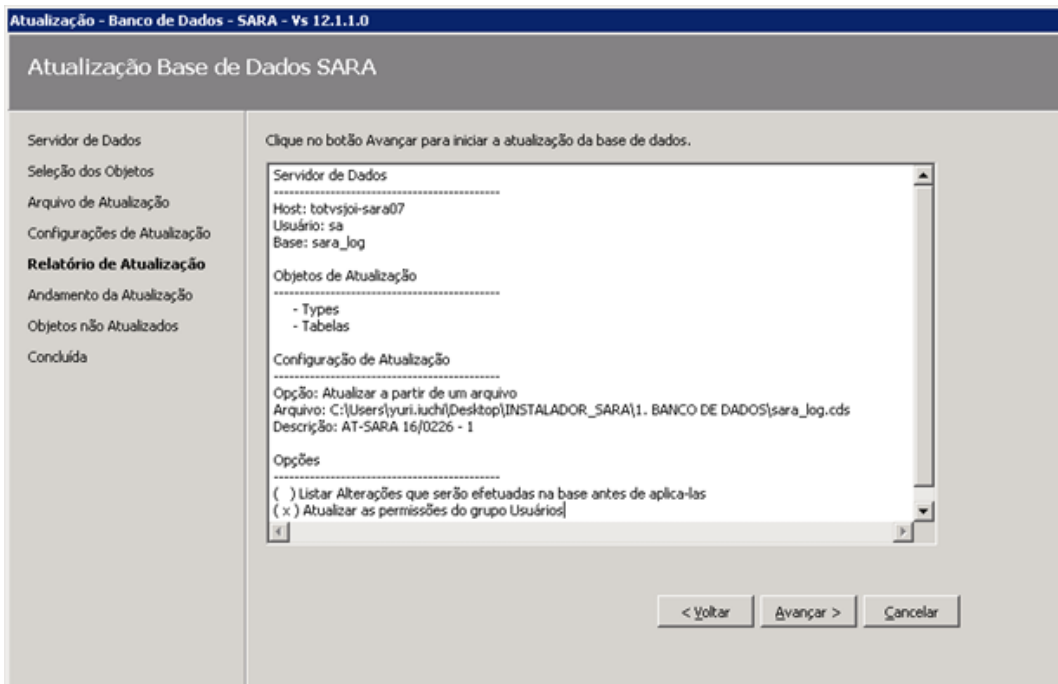 Atualização - Banco de Dados - SARA - Vs 12.1.1.0
Atualização Base de Dados SARA
Servidor de Dados
Seleção dos Objetos
Arquivo de Atualização
Configurações de Atualização
Relatório de Atualização
Andamento da Atualização
Objetos não Atualizados
Concluída
Clique no botão Avançar para iniciar a atualização da base de dados.
Servidor de Dados
--------------------------------------------------
Host: totvsjoi-sara07
Usuário: sa
Base: sara_log
Objetos de Atualização
--------------------------------------------------
- Types
- Tabelas
Configuração de Atualização
--------------------------------------------------
Opção: Atualizar a partir de um arquivo
Arquivo: C:\Users\yuri.iuchi\Desktop\INSTALADOR_SARA\1. BANCO DE DADOS\sara_log.cds
Descrição: AT-SARA 16/0226 - 1
Opções
--------------------------------------------------
( ) Listar Alterações que serão efetuadas na base antes de aplica-las
( x ) Atualizar as permissões do grupo Usuários
< Voltar
Avançar >
Cancelar